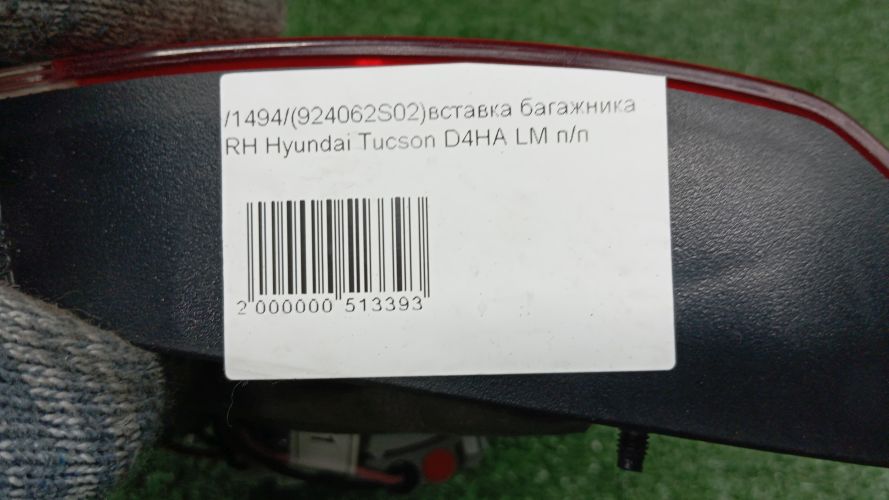 /1494/(924062S02)вставка багажника
RH Hyundai Tucson D4HA LM п/п
2 000000 513393